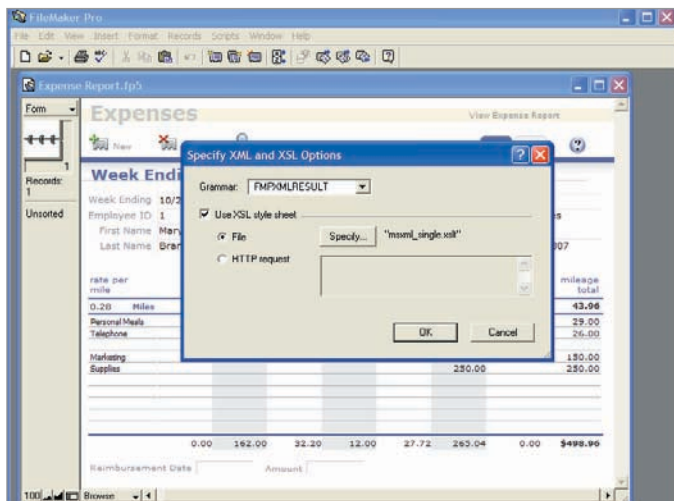 FileMaker Pro
File Edit View Insert Format Records Scripts Window Help
Expense Report.fp5
Form
1
Records:
1
Unsorted
Expenses
View Expense Report
New
Week Endi
Week Ending 10/2
Employee ID 1
First Name Mary
Last Name Bran
007
Specify XML and XSL Options
Grammar: FMPXMLRESULT
Use XSL style sheet
File Specify... "msxml_single.xslt"
HTTP request
OK Cancel
rate per mile
mileage total
0.28 Miles 43.96
Personal Meals 29.00
Telephone 26.00
Marketing 150.00
Supplies 250.00 250.00
0.00 162.00 32.20 12.00 27.72 265.04 0.00 $498.96
Reimbursement Date Amount
100 Browse